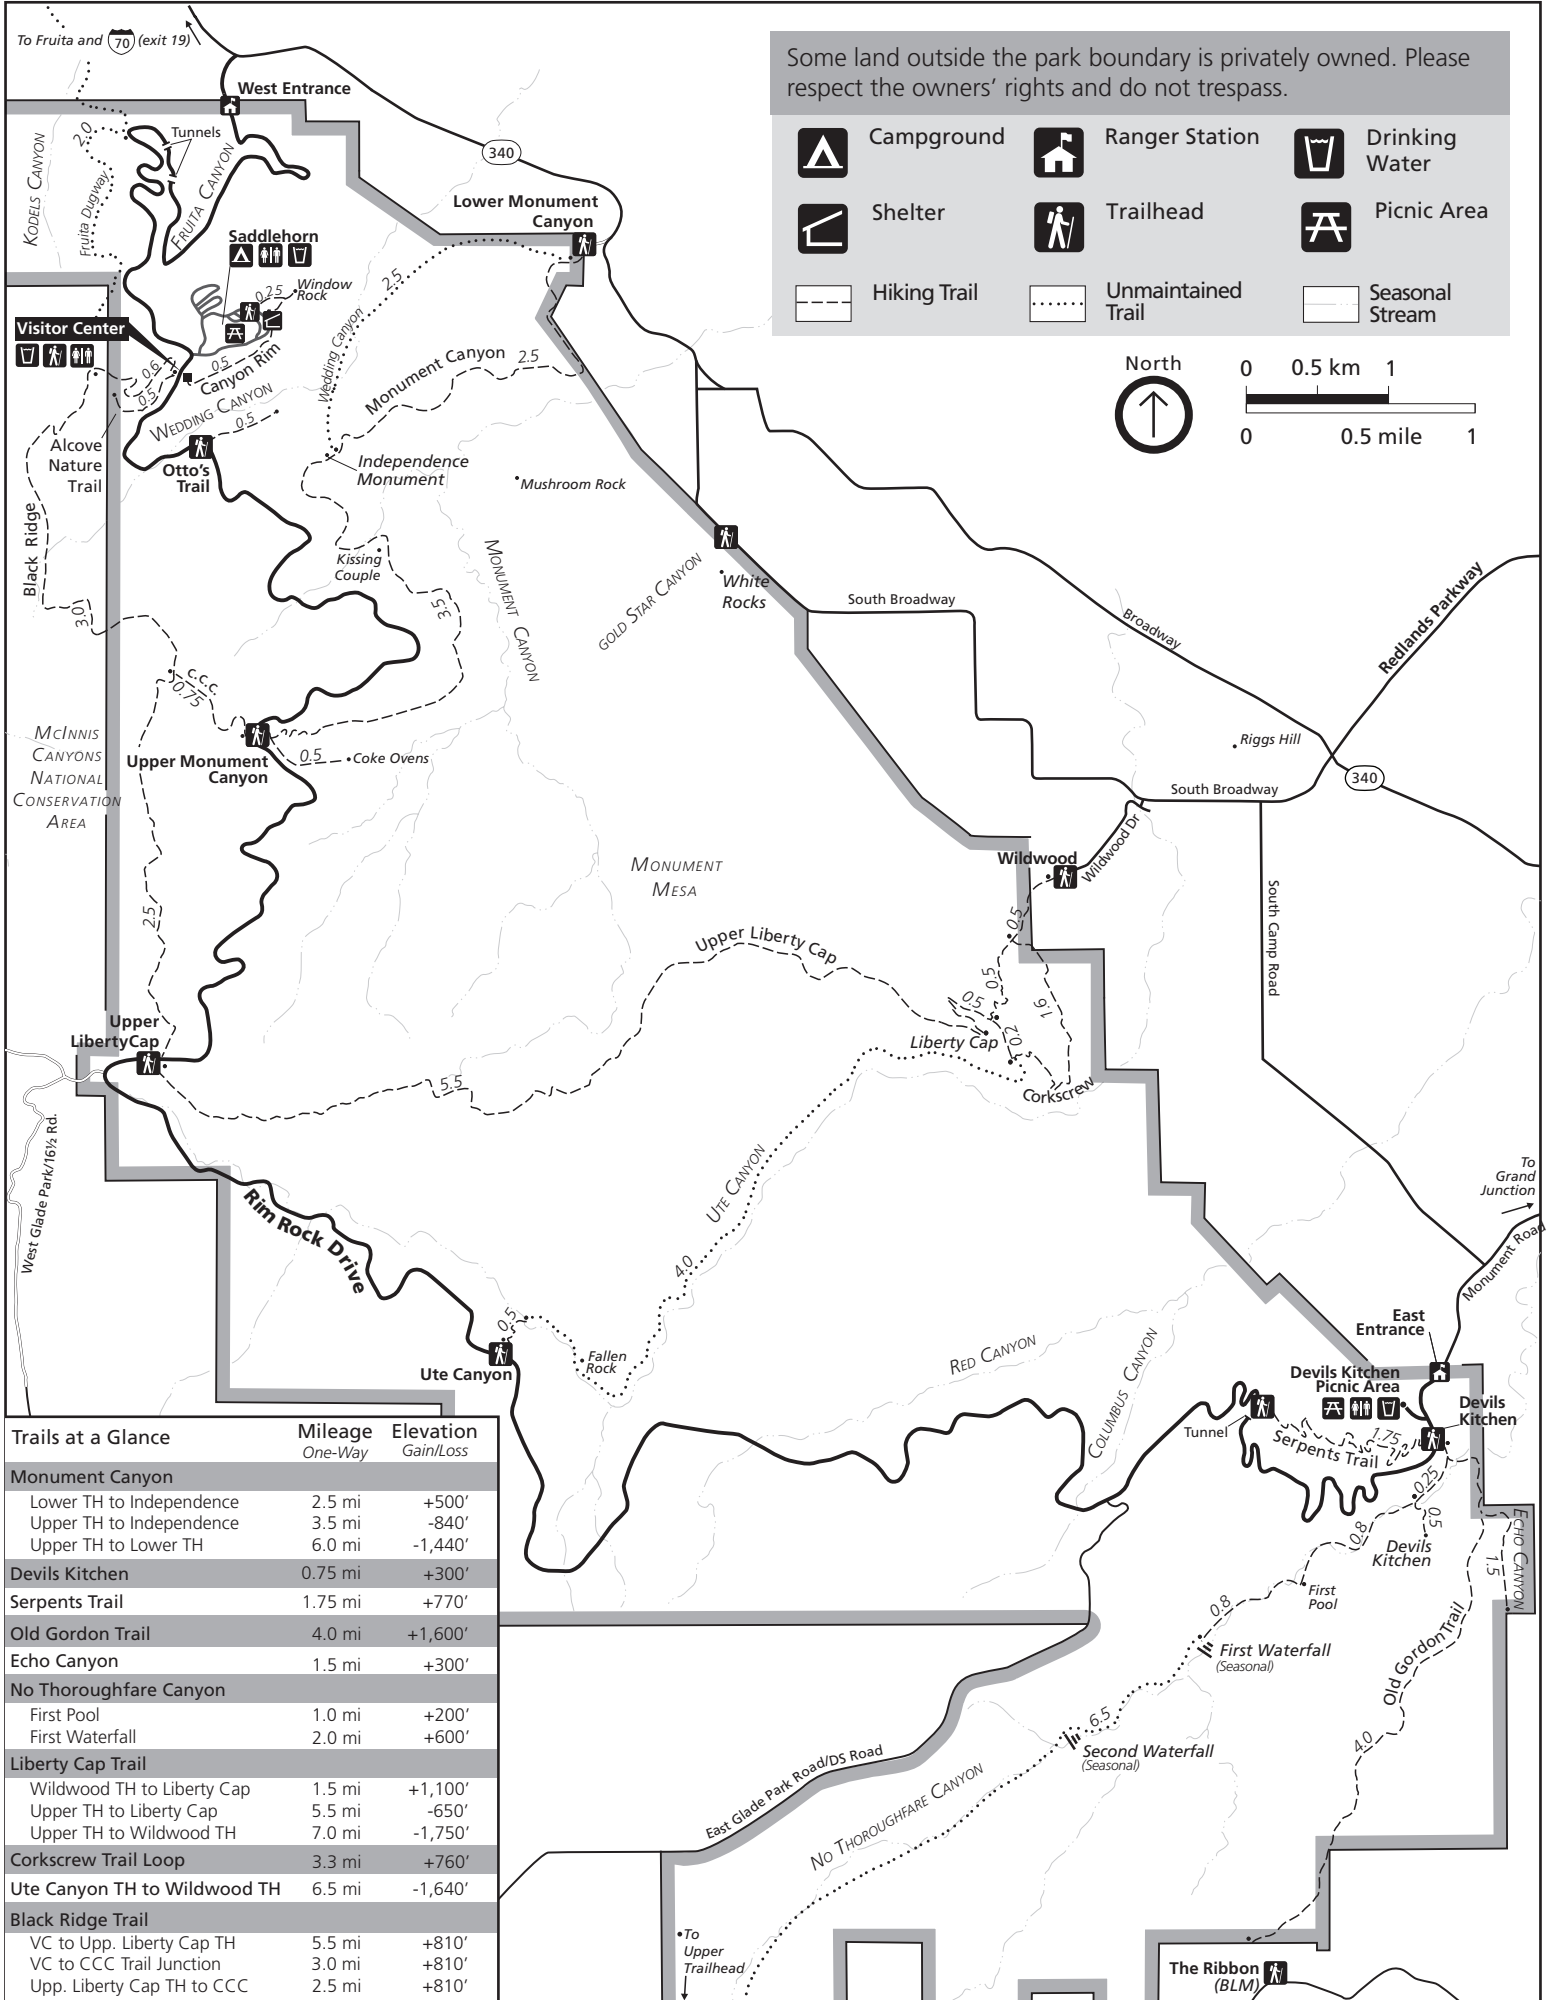 To Fruita and 70 (exit 19)
West Entrance
Tunnels
2.0
KODELS CANYON
Fruita Dugway
FRUITA CANYON
340
Lower Monument
Canyon
Saddlehorn
0.25
Window
Rock
2.5
Visitor Center
0.6
0.5
0.5
Canyon Rim
WEDDING CANYON
0.5
Wedding Canyon
Monument Canyon
2.5
Alcove
Nature
Trail
Otto's
Trail
Independence
Monument
Mushroom Rock
Black Ridge
Kissing
Couple
3.5
MONUMENT CANYON
GOLD STAR CANYON
White
Rocks
3.0
C.C.C.
0.75
Upper Monument
Canyon
0.5
Coke Ovens
MCINNIS
CANYONS
NATIONAL
CONSERVATION
AREA
2.5
MONUMENT
MESA
Some land outside the park boundary is privately owned. Please
respect the owners' rights and do not trespass.
Campground
Ranger Station
Drinking
Water
Shelter
Trailhead
Picnic Area
Hiking Trail
Unmaintained
Trail
Seasonal
Stream
North
0 0.5 km 1
0 0.5 mile 1
South Broadway
Broadway
Redlands Parkway
Riggs Hill
340
South Broadway
Wildwood
Wildwood Dr
South Camp Road
0.5
Upper Liberty Cap
0.5
0.5
1.6
Liberty Cap
0.2
Corkscrew
Upper
LibertyCap
5.5
West Glade Park/16½ Rd.
Rim Rock Drive
UTE CANYON
4.0
0.5
Fallen
Rock
Ute Canyon
RED CANYON
COLUMBUS CANYON
To
Grand
Junction
Monument Road
East
Entrance
Devils Kitchen
Picnic Area
Devils
Kitchen
Tunnel
Serpents Trail
1.75
0.25
0.5
0.8
Devils
Kitchen
ECHO CANYON
1.5
First
Pool
0.8
First Waterfall
(Seasonal)
Old Gordon Trail
4.0
6.5
Second Waterfall
(Seasonal)
East Glade Park Road/DS Road
NO THOROUGHFARE CANYON
To
Upper
Trailhead
The Ribbon
(BLM)
Trails at a Glance Mileage Elevation
One-Way Gain/Loss
Monument Canyon
Lower TH to Independence 2.5 mi +500'
Upper TH to Independence 3.5 mi -840'
Upper TH to Lower TH 6.0 mi -1,440'
Devils Kitchen 0.75 mi +300'
Serpents Trail 1.75 mi +770'
Old Gordon Trail 4.0 mi +1,600'
Echo Canyon 1.5 mi +300'
No Thoroughfare Canyon
First Pool 1.0 mi +200'
First Waterfall 2.0 mi +600'
Liberty Cap Trail
Wildwood TH to Liberty Cap 1.5 mi +1,100'
Upper TH to Liberty Cap 5.5 mi -650'
Upper TH to Wildwood TH 7.0 mi -1,750'
Corkscrew Trail Loop 3.3 mi +760'
Ute Canyon TH to Wildwood TH 6.5 mi -1,640'
Black Ridge Trail
VC to Upp. Liberty Cap TH 5.5 mi +810'
VC to CCC Trail Junction 3.0 mi +810'
Upp. Liberty Cap TH to CCC 2.5 mi +810'